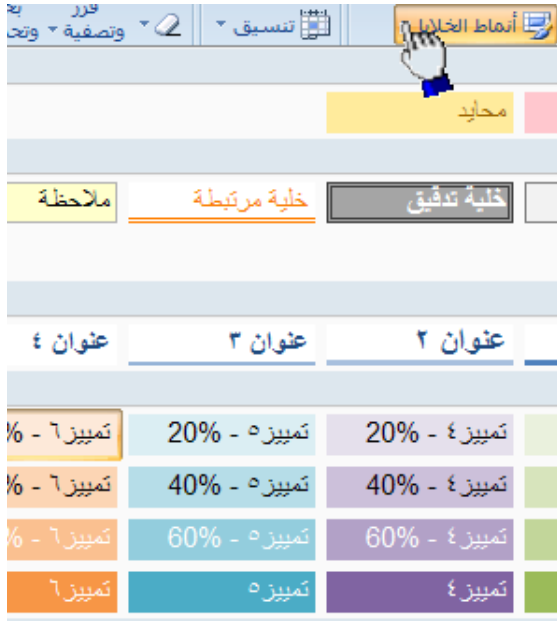 أنماط الخلايا تنسيق فرز
وتصفية
محايد
خلية تدقيق خلية مرتبطة ملاحظة
عنوان ٢ عنوان ٣ عنوان ٤
تمييز٤ - 20% تمييز٥ - 20% تمييز٦ - %
تمييز٤ - 40% تمييز٥ - 40% تمييز٦ - %
تمييز٤ - 60% تمييز٥ - 60% تمييز٦ - %
تمييز٤ تمييز٥ تمييز٦